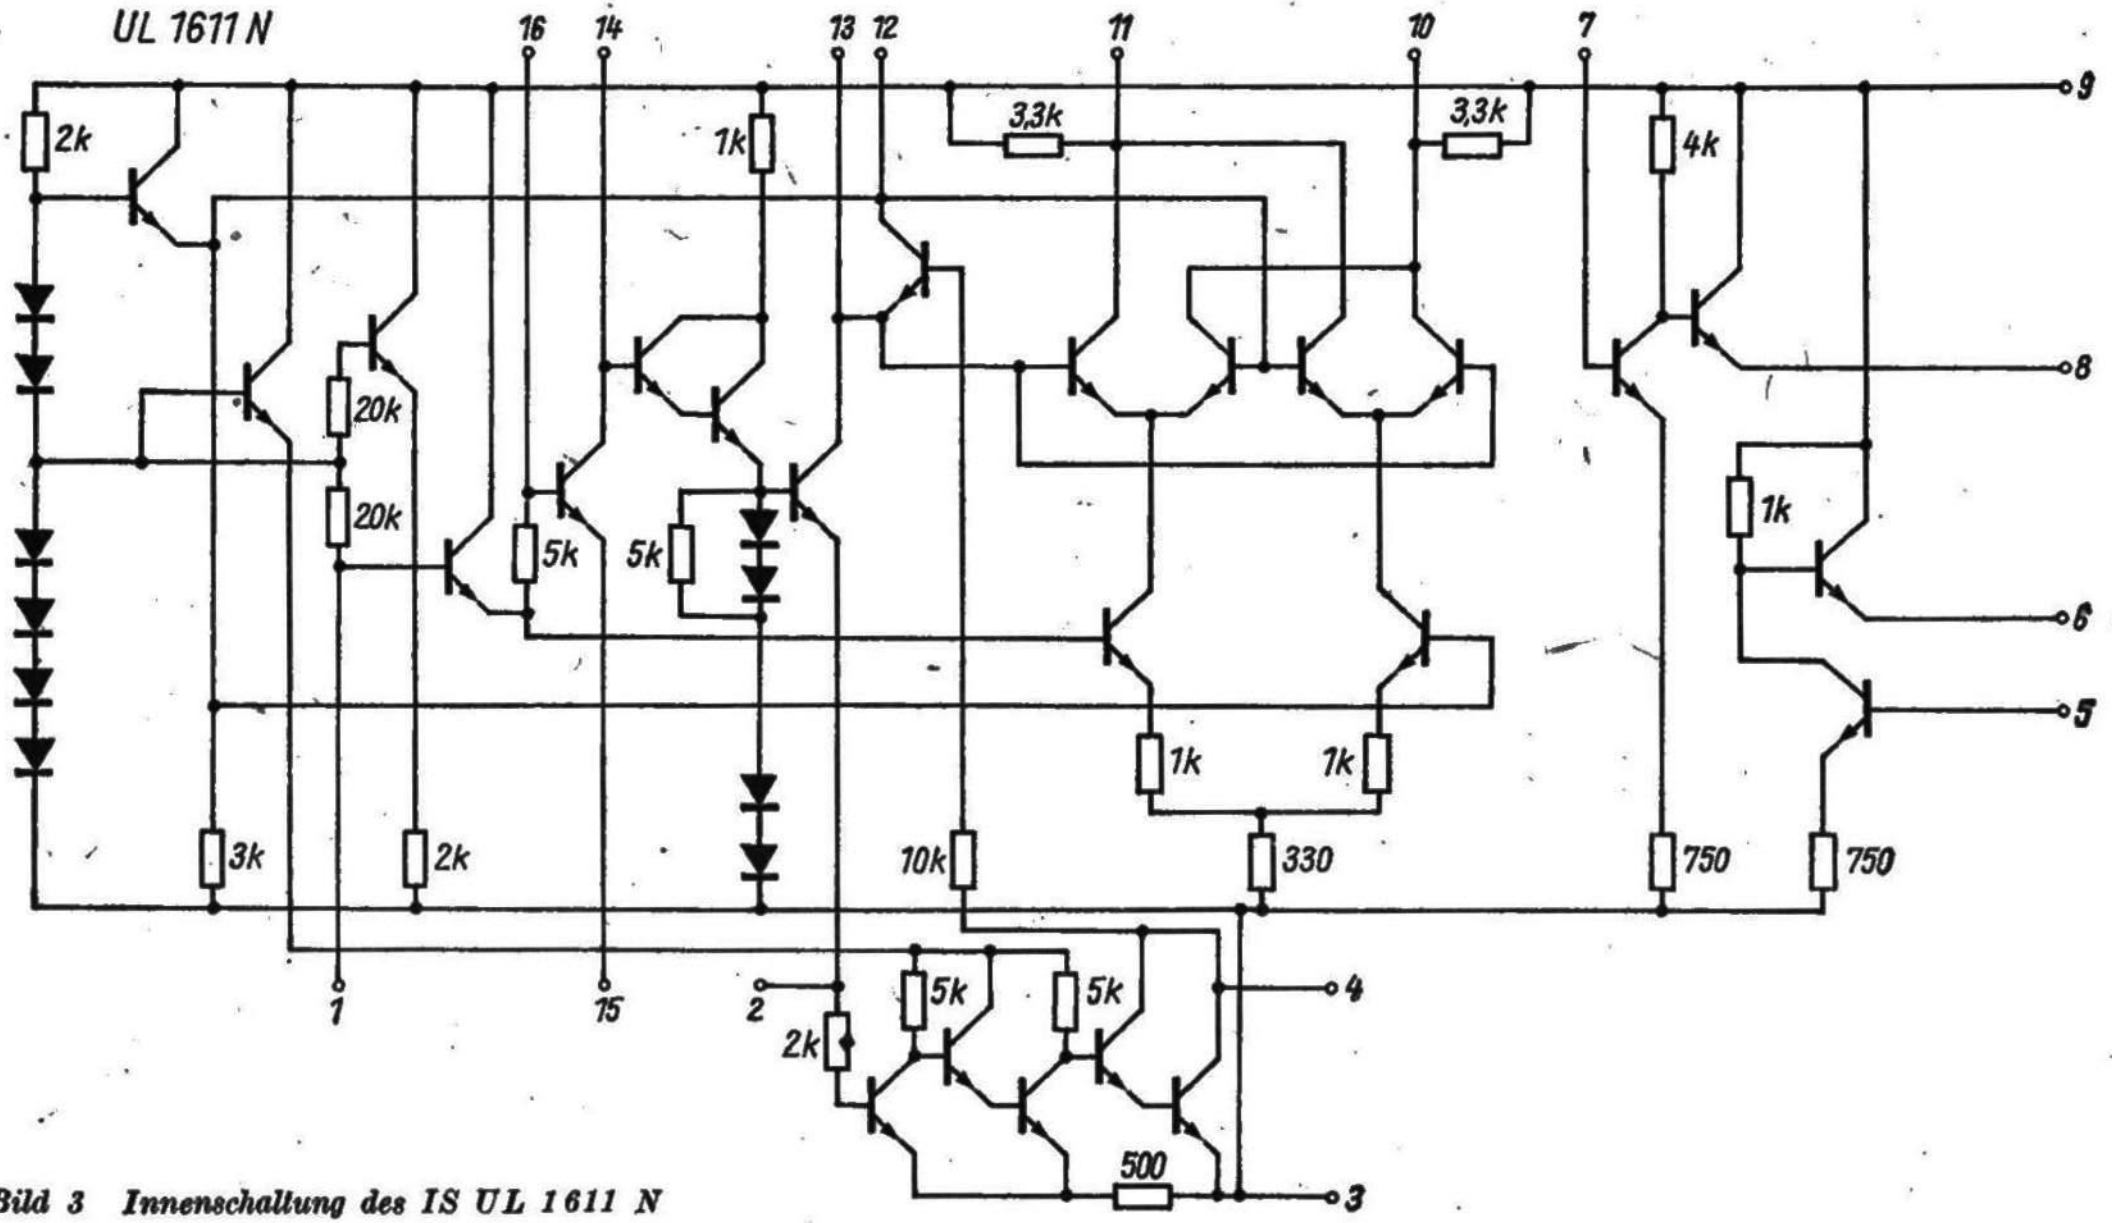 UL 1611 N
16 14 13 12 11 10 7
9
3,3k 3,3k
2k 1k 4k
8
20k
20k 5k 5k 1k
6
5
1k 1k
3k 2k 10k 330 750 750
1 15 2 5k 5k 4
2k
500
3
Bild 3 Innenschaltung des IS UL 1611 N